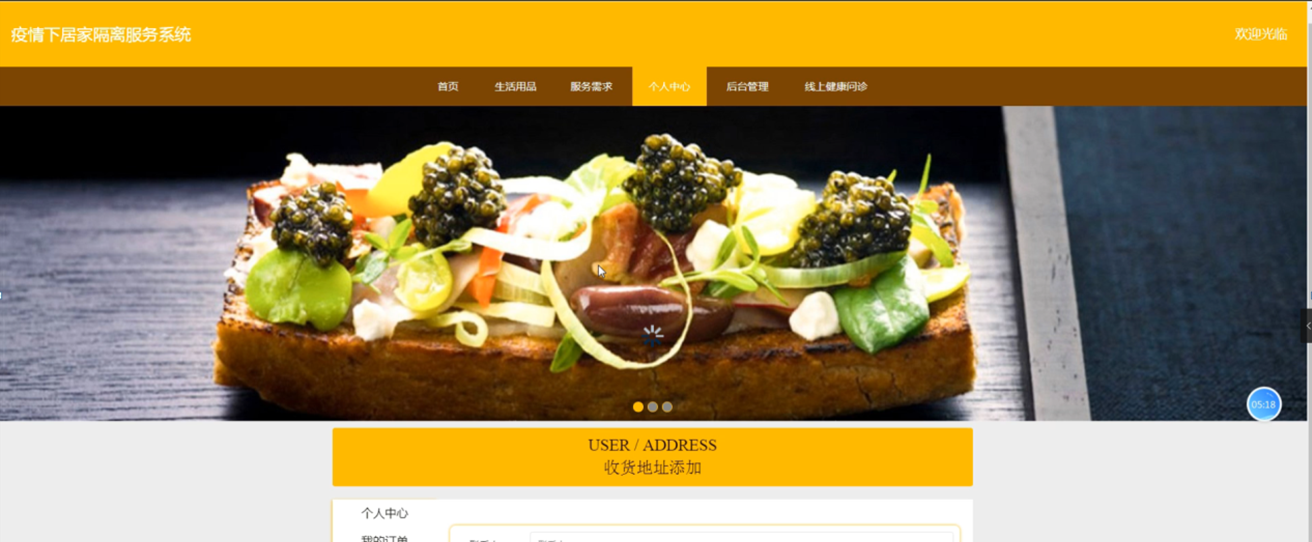 疫情下居家隔离服务系统
欢迎光临
首页 生活用品 服务需求 个人中心 后台管理 线上健康问诊
05:18
USER / ADDRESS
收货地址添加
个人中心
我的订单